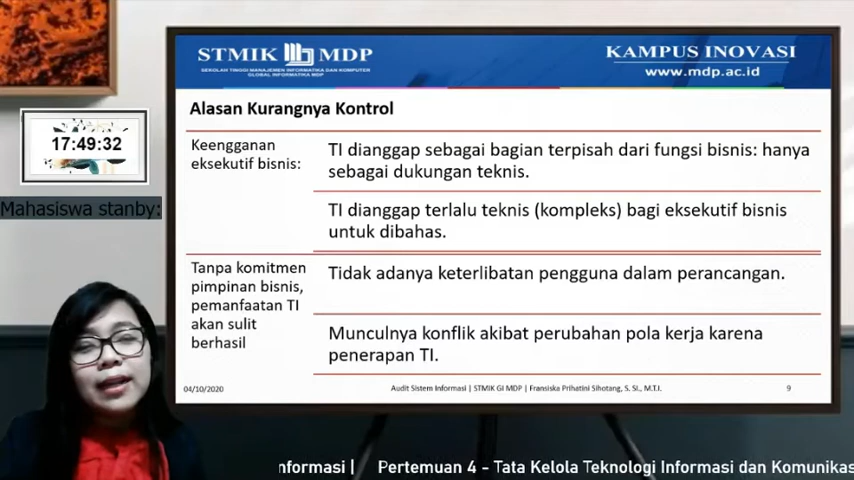 STMIK MDP
SEKOLAH TINGGI MANAJEMEN INFORMATIKA DAN KOMPUTER
GLOBAL INFORMATIKA MDP
KAMPUS INOVASI
www.mdp.ac.id
Alasan Kurangnya Kontrol
17:49:32
Mahasiswa stanby:
Keengganan
eksekutif bisnis:
TI dianggap sebagai bagian terpisah dari fungsi bisnis: hanya
sebagai dukungan teknis.
TI dianggap terlalu teknis (kompleks) bagi eksekutif bisnis
untuk dibahas.
Tanpa komitmen
pimpinan bisnis,
pemanfaatan TI
akan sulit
berhasil
Tidak adanya keterlibatan pengguna dalam perancangan.
Munculnya konflik akibat perubahan pola kerja karena
penerapan TI.
04/10/2020
Audit Sistem Informasi | STMIK GI MDP | Fransiska Prihatini Sihotang, S. SI., M.T.I.
9
nformasi | Pertemuan 4 - Tata Kelola Teknologi Informasi dan Komunikas